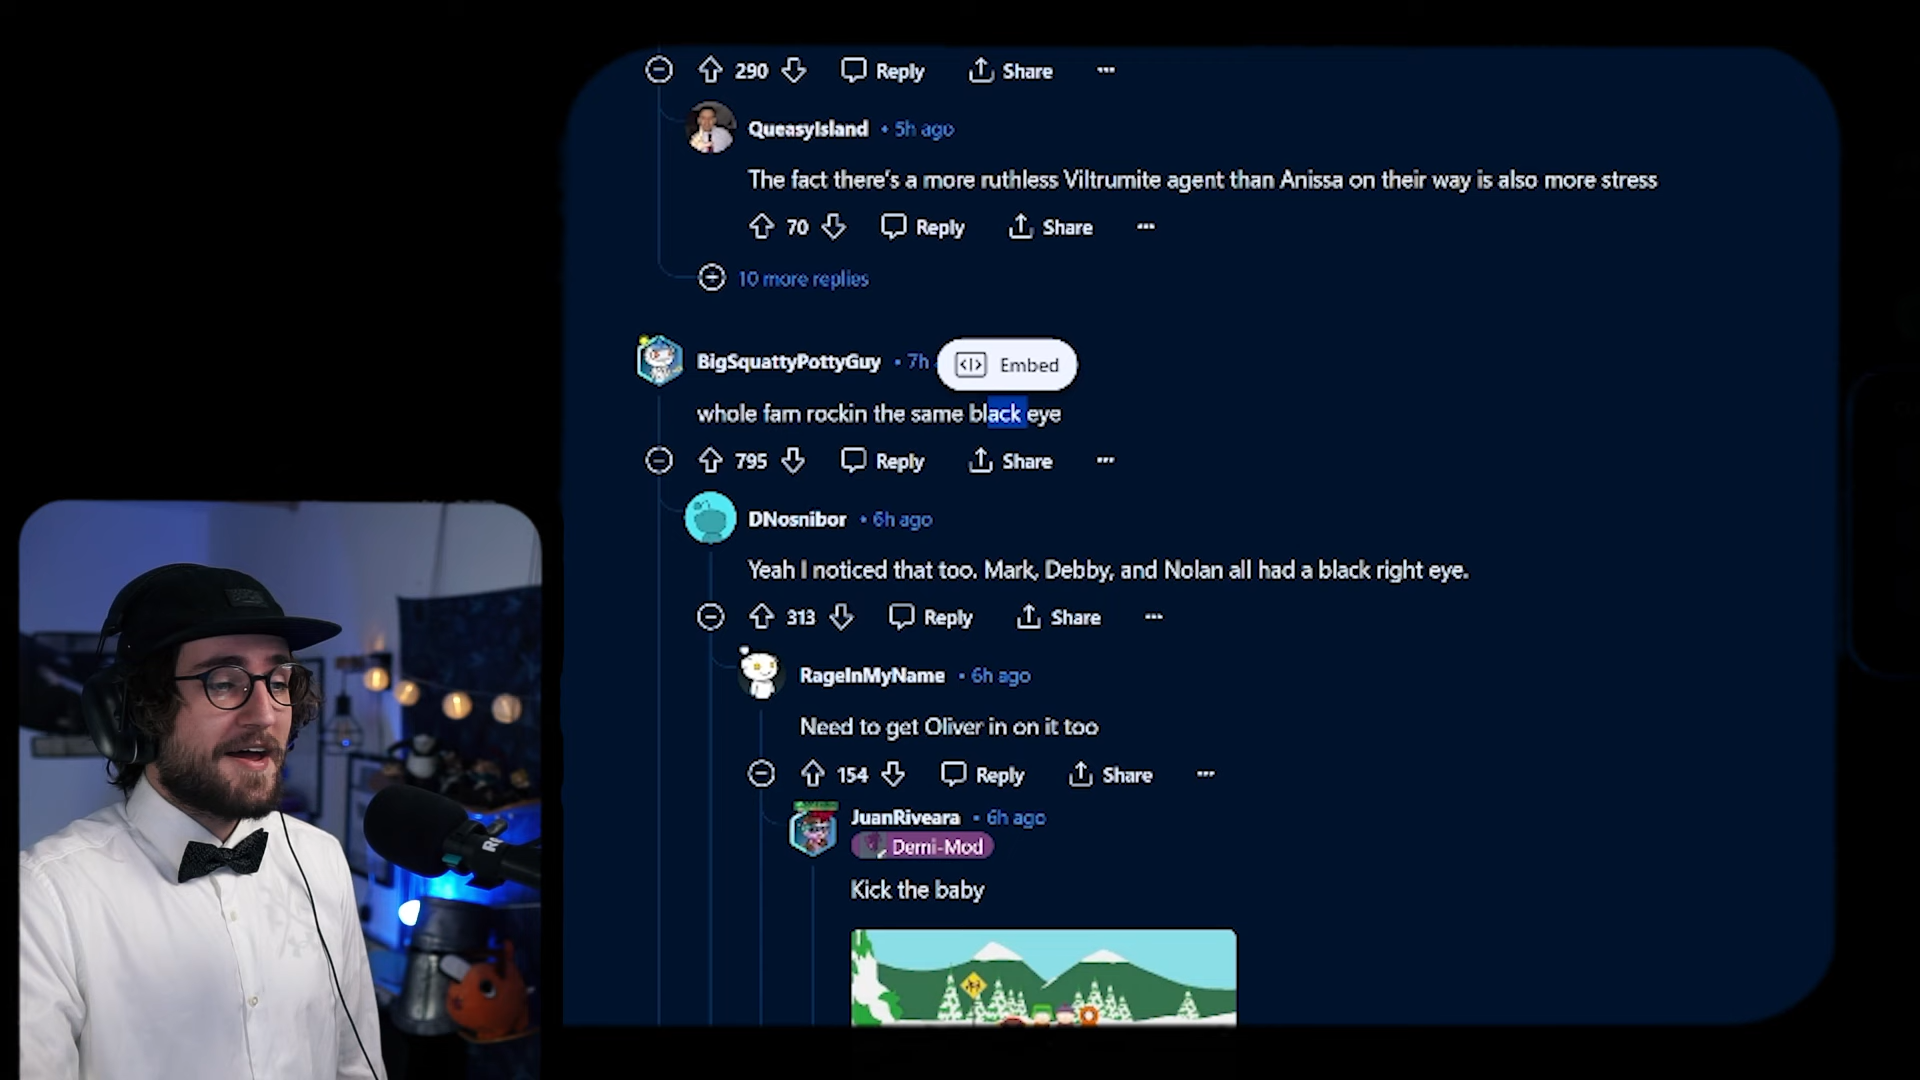 290 Reply Share
QueasyIsland • 5h ago
The fact there's a more ruthless Viltrumite agent than Anissa on their way is also more stress
70 Reply Share
10 more replies
BigSquattyPottyGuy • 7h
Embed
whole fam rockin the same black eye
795 Reply Share
DNosnibor • 6h ago
Yeah I noticed that too. Mark, Debby, and Nolan all had a black right eye.
313 Reply Share
RageInMyName • 6h ago
Need to get Oliver in on it too
154 Reply Share
JuanRiveara • 6h ago
Demi-Mod
Kick the baby